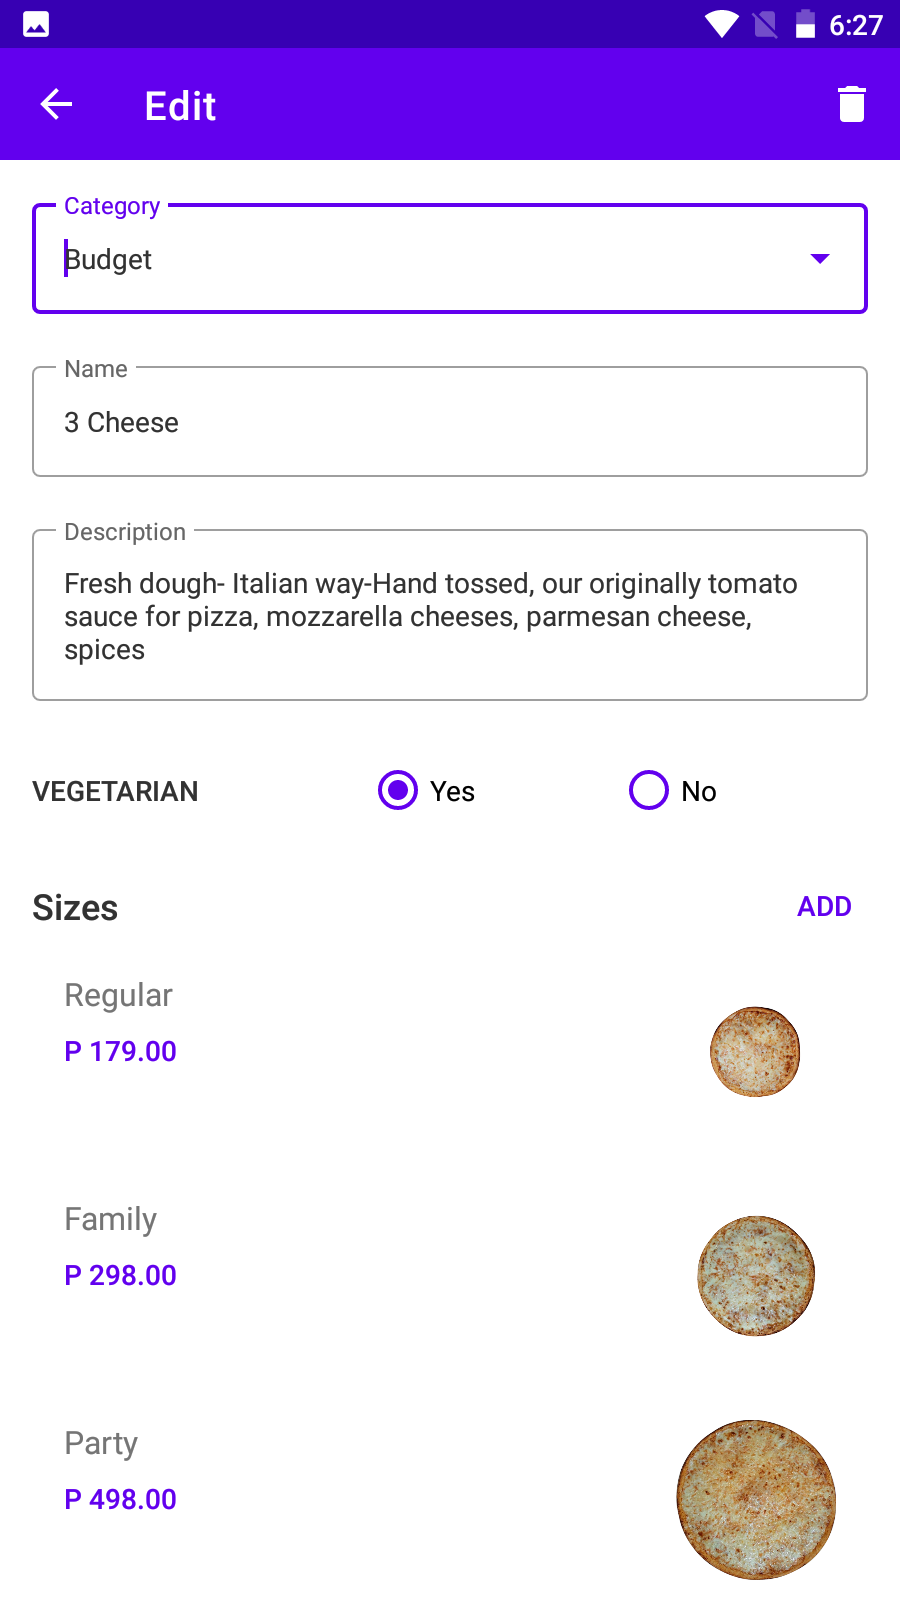 6:27
Edit
Category
Budget
Name
3 Cheese
Description
Fresh dough- Italian way-Hand tossed, our originally tomato
sauce for pizza, mozzarella cheeses, parmesan cheese,
spices
VEGETARIAN Yes No
Sizes ADD
Regular
P 179.00
Family
P 298.00
Party
P 498.00